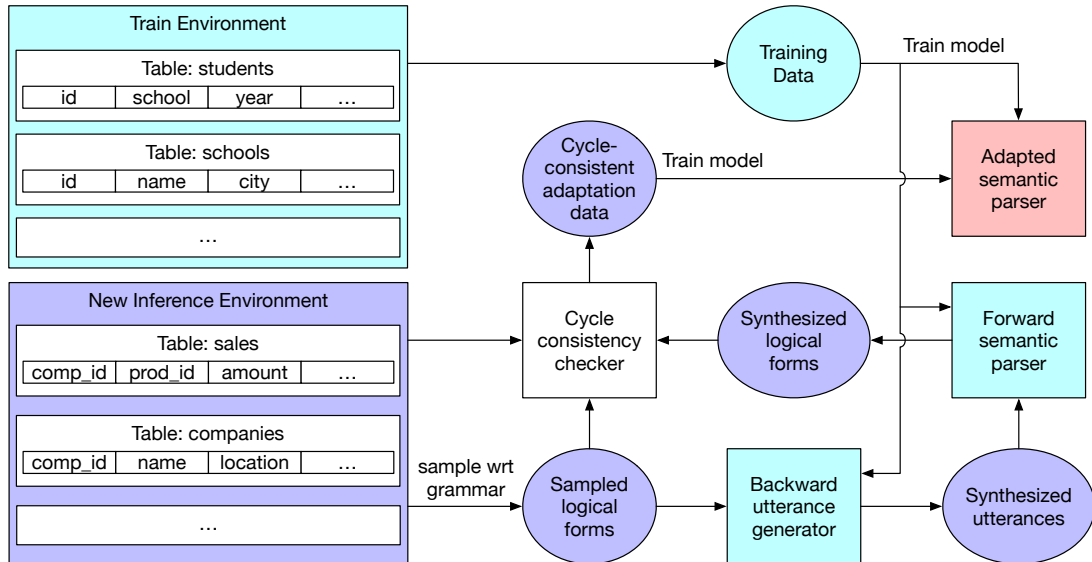 Train Environment
Table: students
id school year ...
Table: schools
id name city ...
...
Training
Data
Train model
Cycle-
consistent
adaptation
data
Train model
Adapted
semantic
parser
New Inference Environment
Table: sales
comp_id prod_id amount ...
Table: companies
comp_id name location ...
...
Cycle
consistency
checker
Synthesized
logical
forms
Forward
semantic
parser
sample wrt
grammar
Sampled
logical
forms
Backward
utterance
generator
Synthesized
utterances